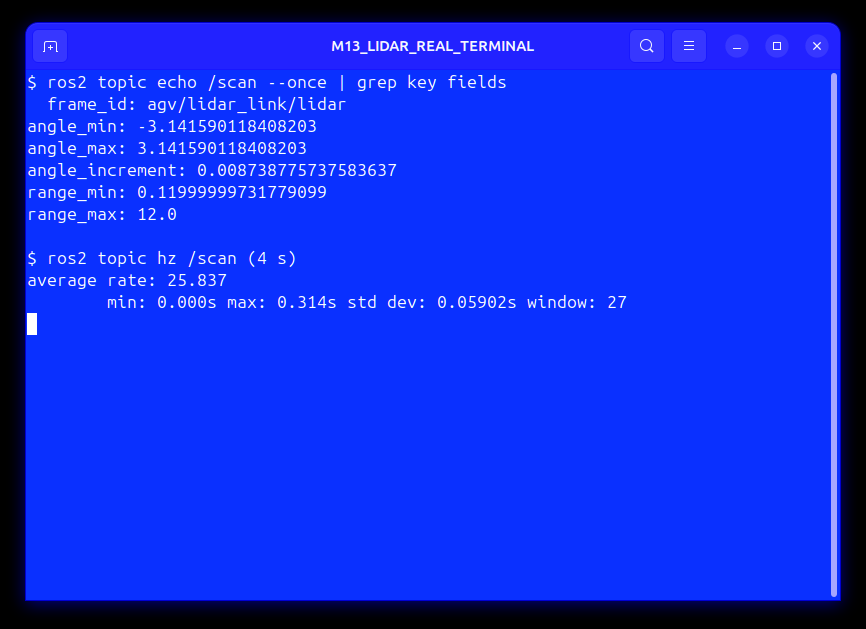 M13_LIDAR_REAL_TERMINAL
$ ros2 topic echo /scan --once | grep key fields
  frame_id: agv/lidar_link/lidar
angle_min: -3.141590118408203
angle_max: 3.141590118408203
angle_increment: 0.008738775737583637
range_min: 0.11999999731779099
range_max: 12.0
$ ros2 topic hz /scan (4 s)
average rate: 25.837
        min: 0.000s max: 0.314s std dev: 0.05902s window: 27